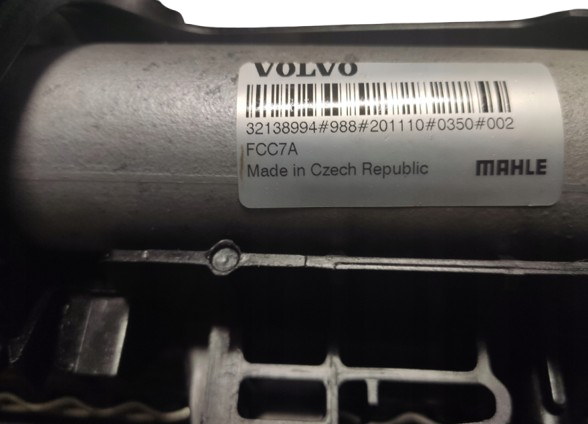 VOLVO
32138994#988#201110#0350#002
FCC7A
Made in Czech Republic
MAHLE